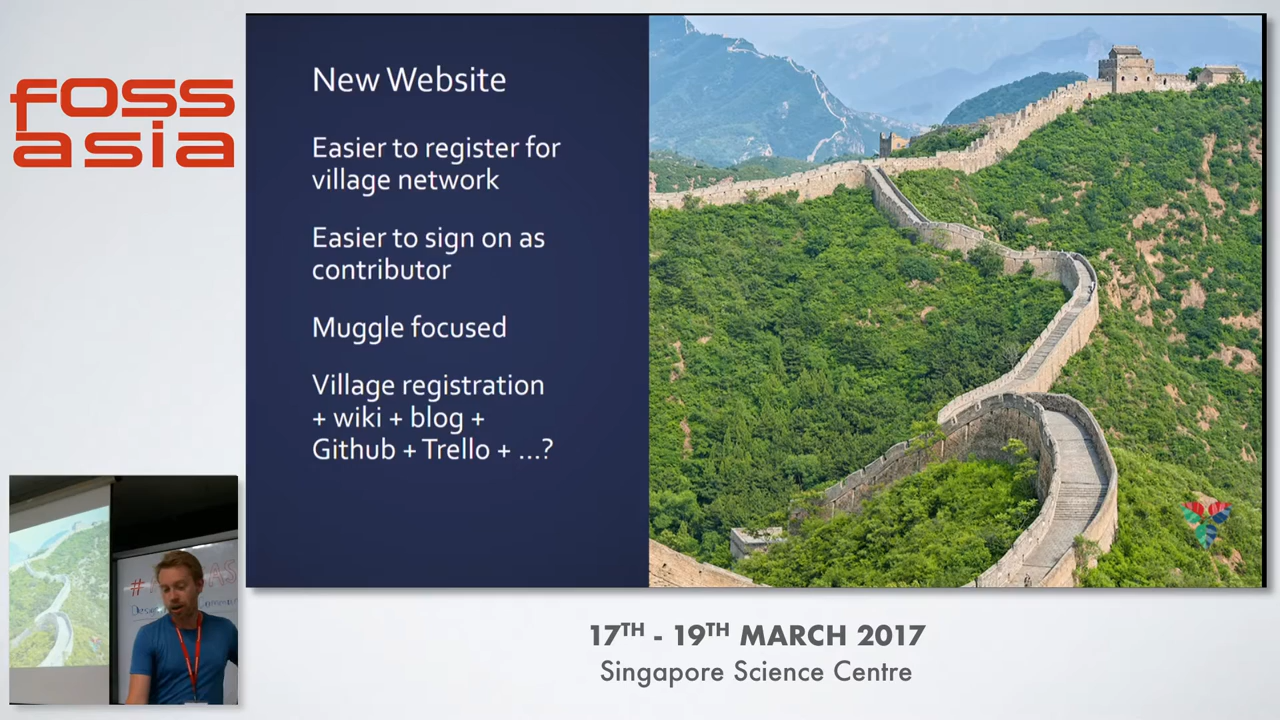 foss
asia
New Website
Easier to register for
village network
Easier to sign on as
contributor
Muggle focused
Village registration
+ wiki + blog +
Github + Trello + ...?
17TH - 19TH MARCH 2017
Singapore Science Centre